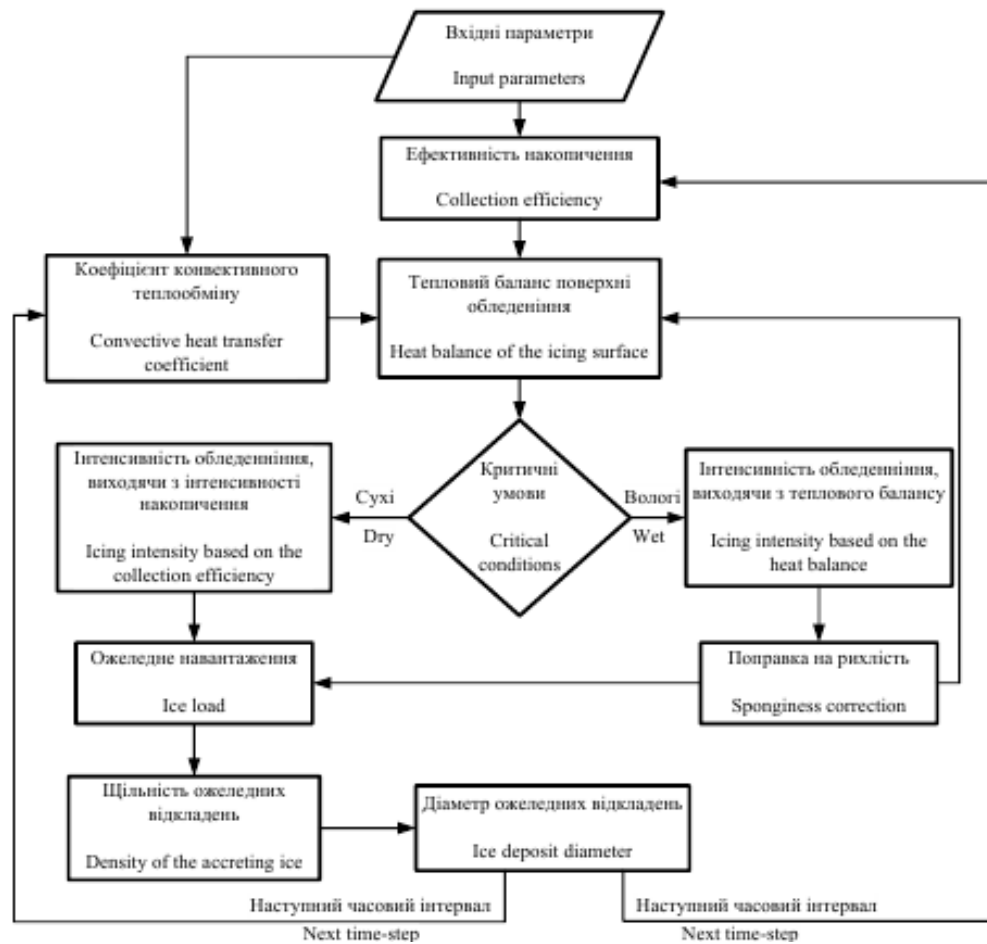 Вхідні параметри
Input parameters
Ефективність накопичення
Collection efficiency
Коефіцієнт конвективного
теплообміну
Convective heat transfer
coefficient
Тепловий баланс поверхні
обледеніння
Heat balance of the icing surface
Інтенсивність обледенніння,
виходячи з інтенсивності
накопичення
Icing intensity based on the
collection efficiency
Сухі
Dry
Критичні
умови
Critical
conditions
Вологі
Wet
Інтенсивність обледенніння,
виходячи з теплового балансу
Icing intensity based on the
heat balance
Ожеледне навантаження
Ice load
Поправка на рихлість
Sponginess correction
Щільність ожеледних
відкладень
Density of the accreting ice
Діаметр ожеледних відкладень
Ice deposit diameter
Наступний часовий інтервал
Next time-step
Наступний часовий інтервал
Next time-step